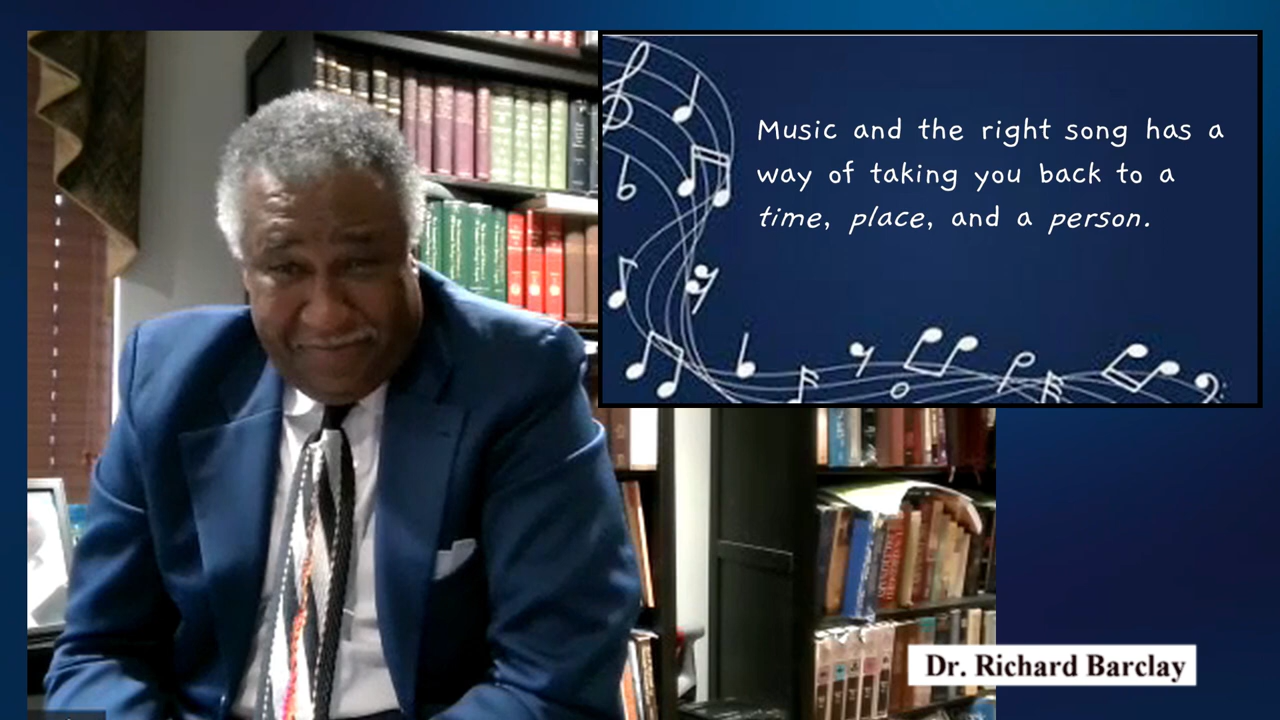 Music and the right song has a
way of taking you back to a
time, place, and a person.
Dr. Richard Barclay